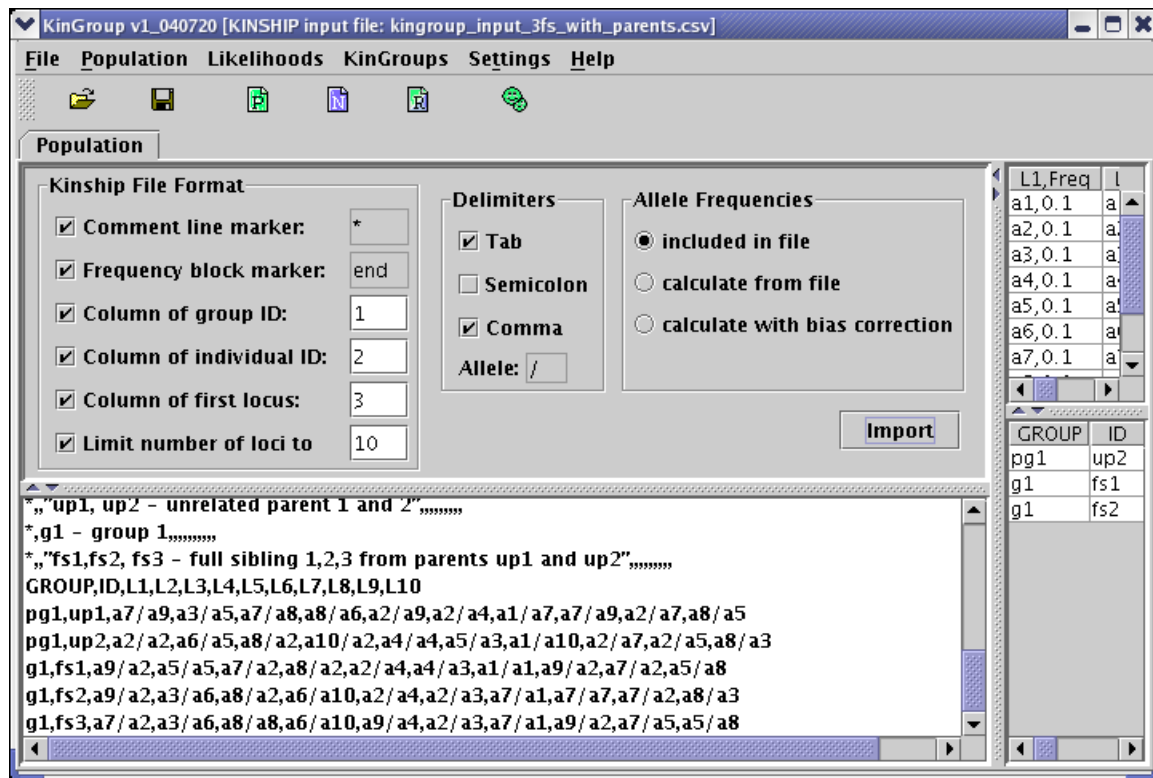 KinGroup v1_040720 [KINSHIP input file: kingroup_input_3fs_with_parents.csv]
File Population Likelihoods KinGroups Settings Help
P N R
Population
Kinship File Format
Comment line marker: *
Frequency block marker: end
Column of group ID: 1
Column of individual ID: 2
Column of first locus: 3
Limit number of loci to 10
Delimiters
Tab
Semicolon
Comma
Allele: /
Allele Frequencies
included in file
calculate from file
calculate with bias correction
Import
L1,Freq L
a1,0.1 a
a2,0.1 a
a3,0.1 a
a4,0.1 a
a5,0.1 a
a6,0.1 a
a7,0.1 a
GROUP ID
pg1 up2
g1 fs1
g1 fs2
*,,"up1, up2 - unrelated parent 1 and 2",,,,,,,,,
*,g1 - group 1,,,,,,,,,,
*,,"fs1,fs2, fs3 - full sibling 1,2,3 from parents up1 and up2",,,,,,,,,
GROUP,ID,L1,L2,L3,L4,L5,L6,L7,L8,L9,L10
pg1,up1,a7/a9,a3/a5,a7/a8,a8/a6,a2/a9,a2/a4,a1/a7,a7/a9,a2/a7,a8/a5
pg1,up2,a2/a2,a6/a5,a8/a2,a10/a2,a4/a4,a5/a3,a1/a10,a2/a7,a2/a5,a8/a3
g1,fs1,a9/a2,a5/a5,a7/a2,a8/a2,a2/a4,a4/a3,a1/a1,a9/a2,a7/a2,a5/a8
g1,fs2,a9/a2,a3/a6,a8/a2,a6/a10,a2/a4,a2/a3,a7/a1,a7/a7,a7/a2,a8/a3
g1,fs3,a7/a2,a3/a6,a8/a8,a6/a10,a9/a4,a2/a3,a7/a1,a9/a2,a7/a5,a5/a8